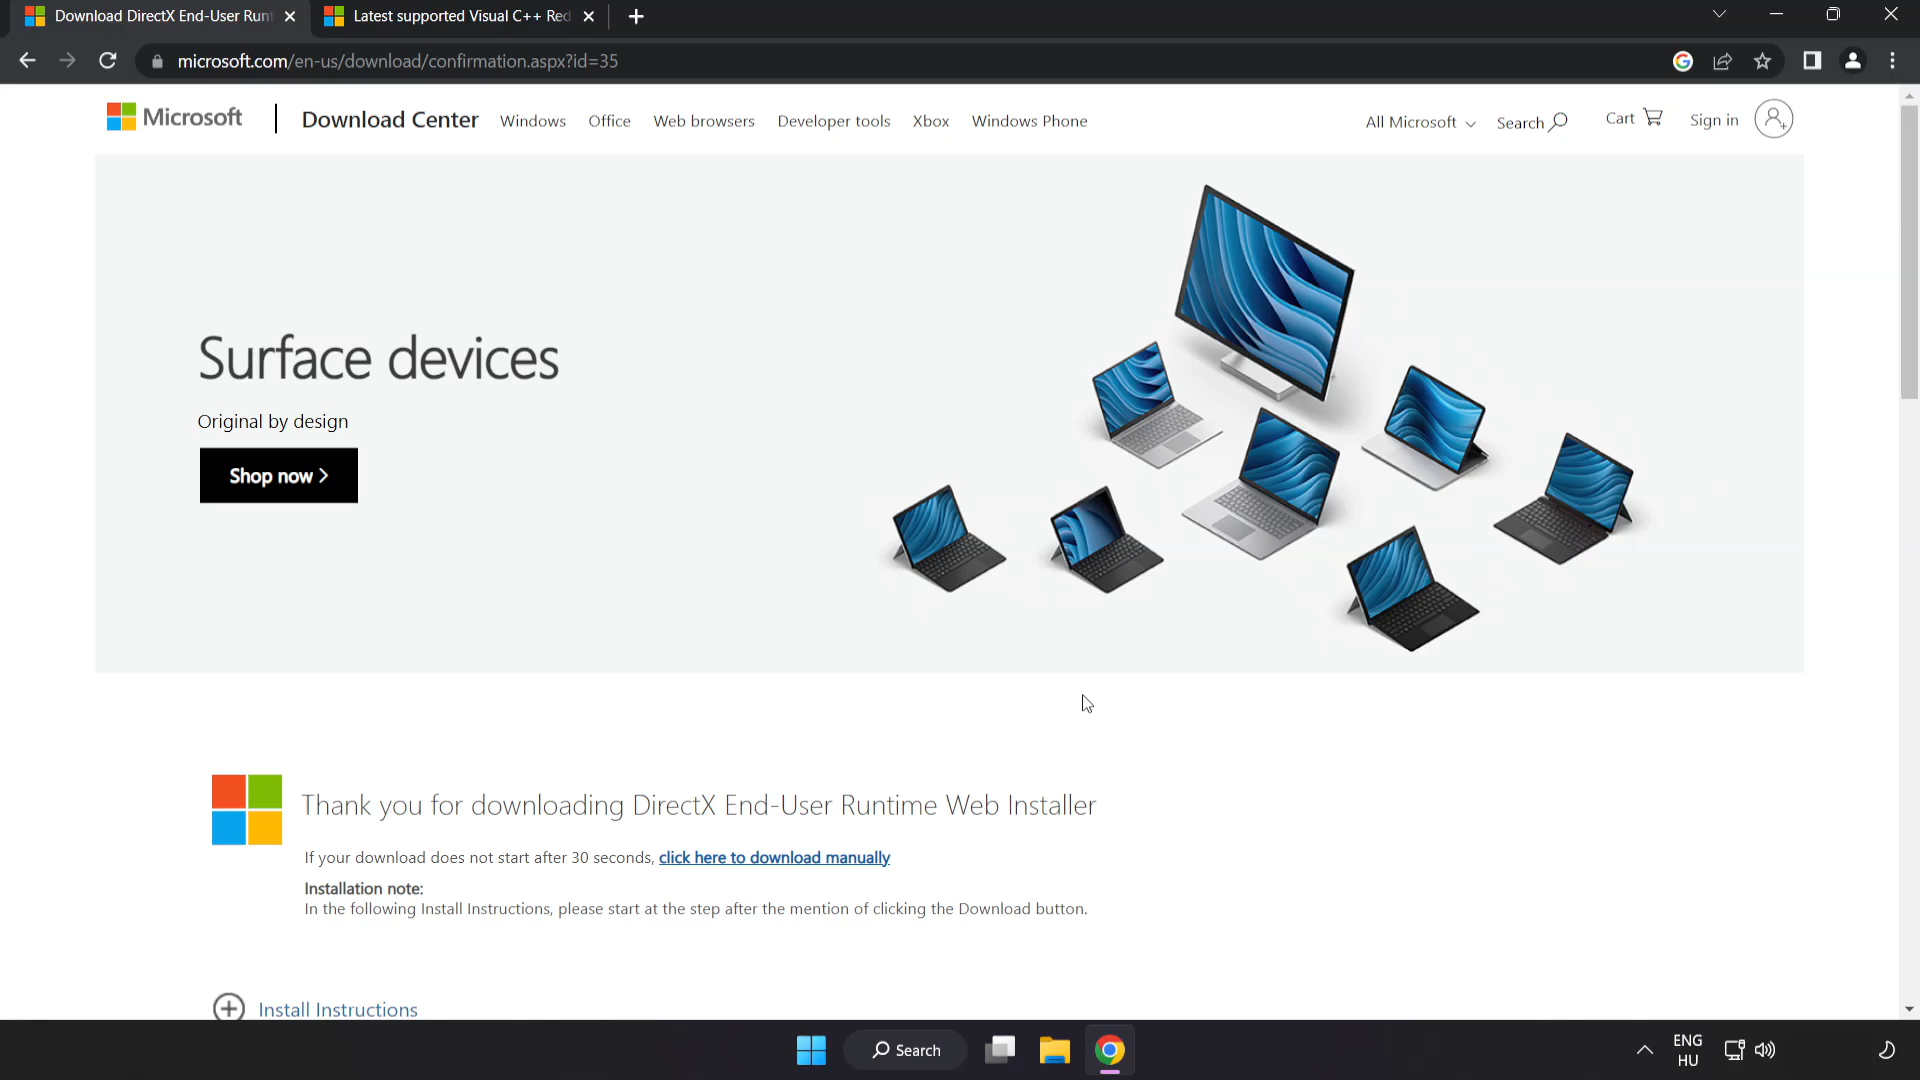 Download DirectX End-User Runt
Latest supported Visual C++ Red
microsoft.com/en-us/download/confirmation.aspx?id=35
Microsoft
Download Center
Windows
Office
Web browsers
Developer tools
Xbox
Windows Phone
All Microsoft
Search
Cart
Sign in
Surface devices
Original by design
Shop now >
Thank you for downloading DirectX End-User Runtime Web Installer
If your download does not start after 30 seconds, click here to download manually
Installation note:
In the following Install Instructions, please start at the step after the mention of clicking the Download button.
Install Instructions
Search
ENG
HU